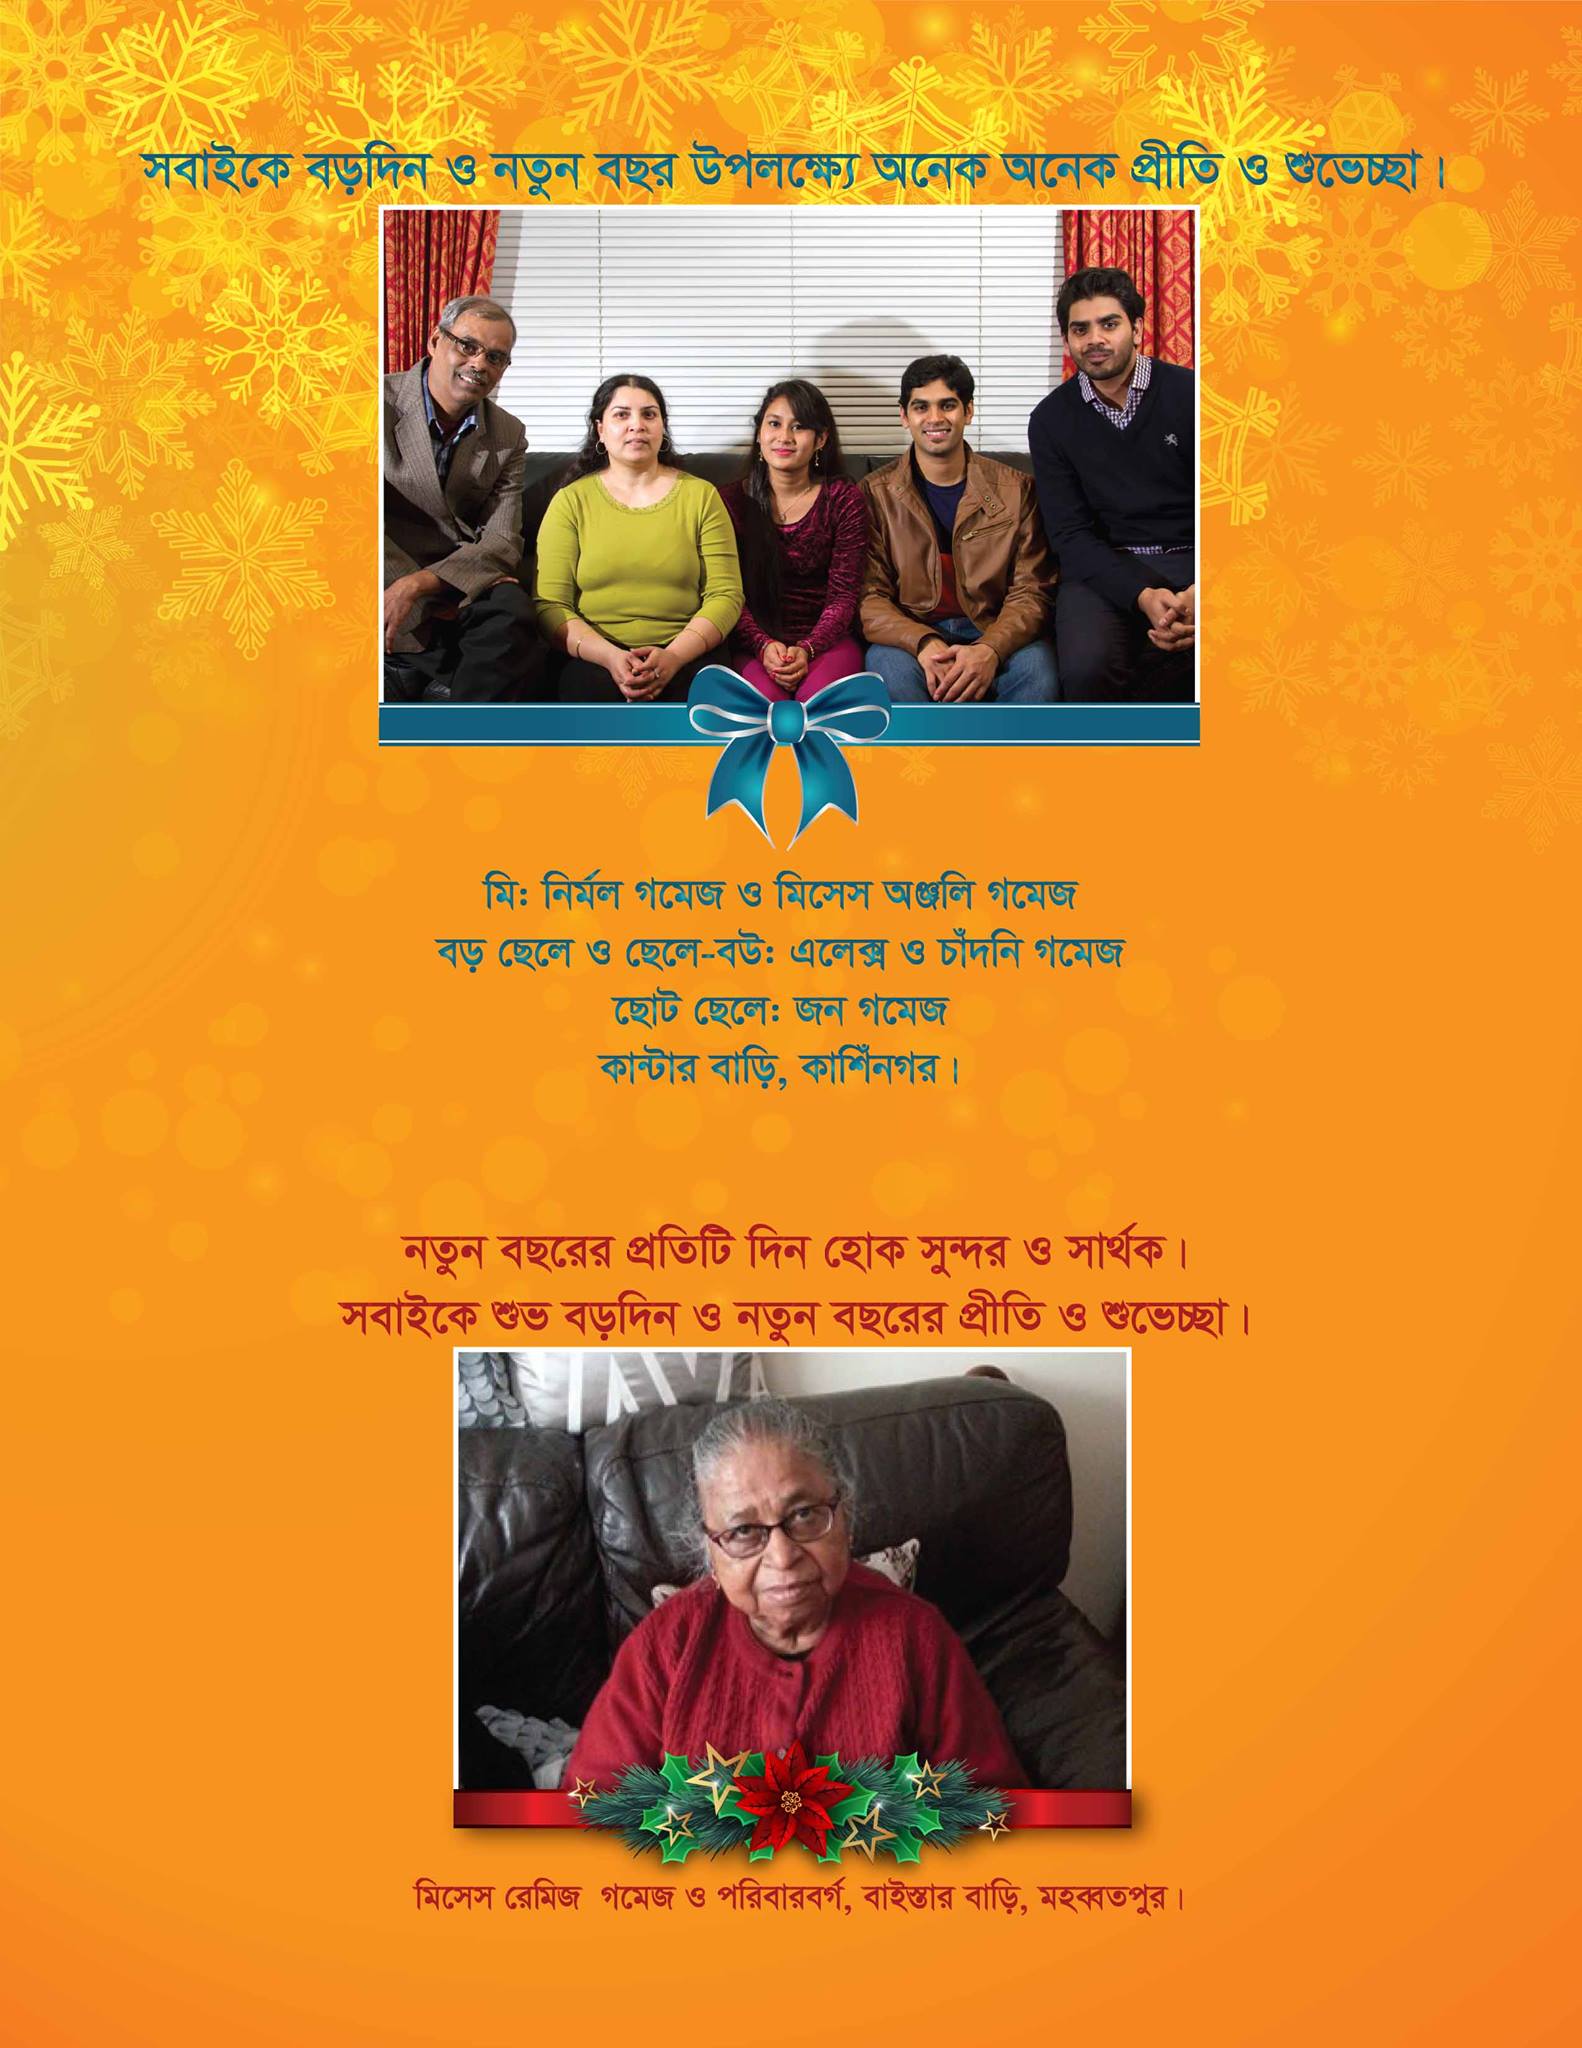 সবাইকে বড়দিন ও নতুন বছর উপলক্ষ্যে অনেক অনেক প্রীতি ও শুভেচ্ছা।
মি: নির্মল গমেজ ও মিসেস অঞ্জলি গমেজ
বড় ছেলে ও ছেলে-বউ: এলেক্স ও চাঁদনি গমেজ
ছোট ছেলে: জন গমেজ
কান্টার বাড়ি, কাশিঁনগর।
নতুন বছরের প্রতিটি দিন হোক সুন্দর ও সার্থক।
সবাইকে শুভ বড়দিন ও নতুন বছরের প্রীতি ও শুভেচ্ছা।
মিসেস রেমিজ গমেজ ও পরিবারবর্গ, বাইস্তার বাড়ি, মহব্বতপুর।